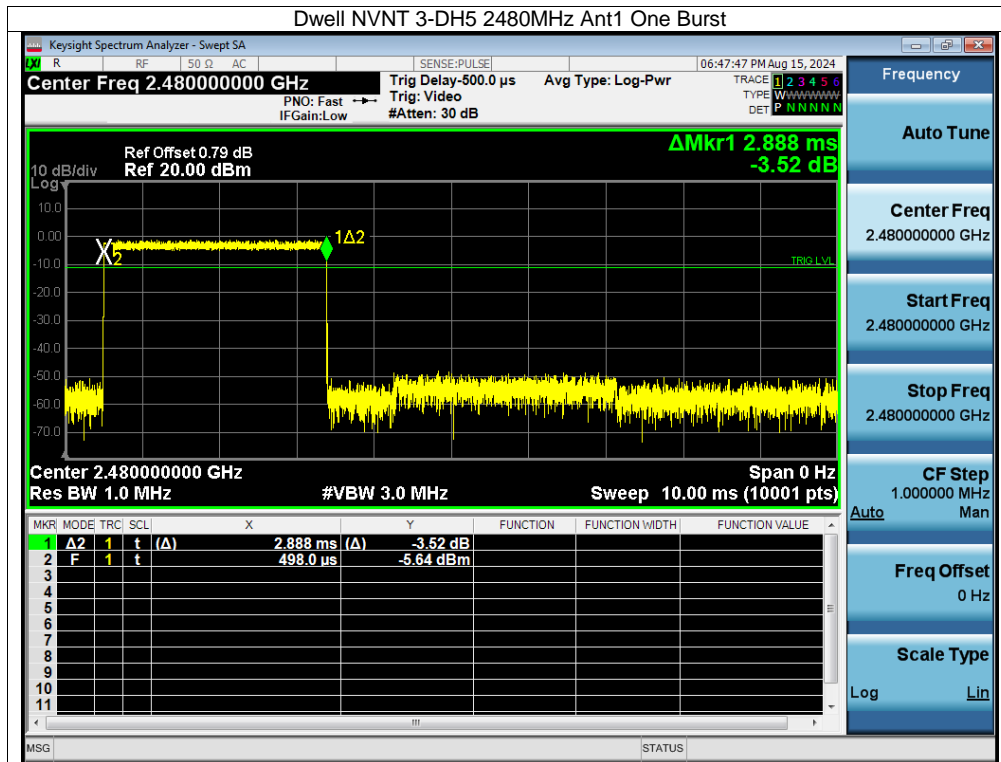 Dwell NVNT 3-DH5 2480MHz Ant1 One Burst
Keysight Spectrum Analyzer - Swept SA
LXI R RF 50 Ω AC SENSE:PULSE 06:47:47 PM Aug 15, 2024
Center Freq 2.480000000 GHz Trig Delay-500.0 µs Avg Type: Log-Pwr TRACE 1 2 3 4 5 6
PNO: Fast Trig: Video TYPE WWWWWW
IFGain:Low #Atten: 30 dB DET P N N N N N
Frequency
Auto Tune
Center Freq
2.480000000 GHz
Start Freq
2.480000000 GHz
Stop Freq
2.480000000 GHz
CF Step
1.000000 MHz
Auto Man
Freq Offset
0 Hz
Scale Type
Log Lin
ΔMkr1 2.888 ms
-3.52 dB
Ref Offset 0.79 dB
10 dB/div Ref 20.00 dBm
Log
10.0
0.00
-10.0
-20.0
-30.0
-40.0
-50.0
-60.0
-70.0
1Δ2
2
TRIG LVL
Center 2.480000000 GHz Span 0 Hz
Res BW 1.0 MHz #VBW 3.0 MHz Sweep 10.00 ms (10001 pts)
MKR MODE TRC SCL X Y FUNCTION FUNCTION WIDTH FUNCTION VALUE
1 Δ2 1 t (Δ) 2.888 ms (Δ) -3.52 dB
2 F 1 t 498.0 µs -5.64 dBm
3
4
5
6
7
8
9
10
11
MSG STATUS